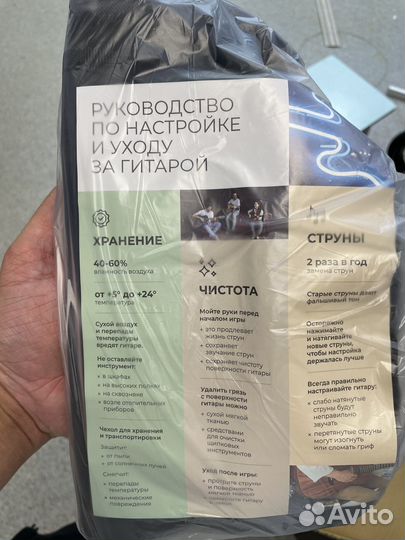 РУКОВОДСТВО
ПО НАСТРОЙКЕ
И УХОДУ
ЗА ГИТАРОЙ
ХРАНЕНИЕ
40-60%
влажность воздуха
от +5° до +24°
температура
Сухой воздух
и перепады
температуры
вредят гитаре.
Не оставляйте
инструмент:
+ в шкафах
+ на высоких полках
+ на сквозняке
+ возле отопительных
приборов
Чехол для хранения
и транспортировки
Защитит:
+ от пыли
+ от солнечных лучей
Смягчит:
+ перепады
температуры
+ механические
повреждения
ЧИСТОТА
Мойте руки перед
началом игры
+ это продлевает
жизнь струн
+ сохраняет
звучание струн
+ сохраняет чистоту
поверхности гитары
Удалить грязь
с поверхности
гитары можно
+ сухой мягкой
тканью
+ средствами
для очистки
щипковых
инструментов
Уход после игры:
+ протрите струны
и поверхность
мягкой тканью
+ уберите гитару
СТРУНЫ
2 раза в год
замена струн
Старые струны дают
фальшивый тон
Осторожно
нажимайте
и натягивайте
новые струны,
чтобы настройка
держалась лучше
Всегда правильно
настраивайте гитару:
+ слабо натянутые
струны будут
неправильно
звучать
+ перетянутые струны
могут изогнуть
или сломать гриф
Avito